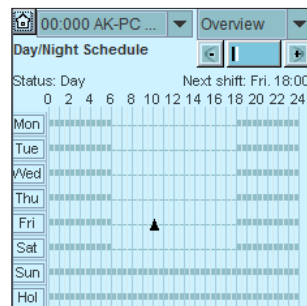 00:000 AK-PC ... Overview
Day/Night Schedule
Status: Day Next shift: Fri. 18:00
0 2 4 6 8 10 12 14 16 18 20 22 24
Mon
Tue
Wed
Thu
Fri
Sat
Sun
Hol